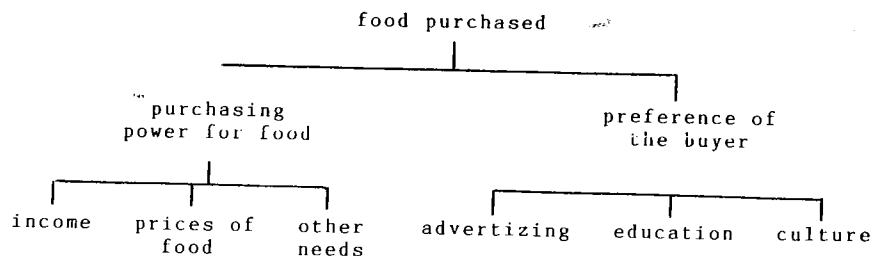 food purchased
purchasing
power for food
preference of
the buyer
income
prices of
food
other
needs
advertizing
education
culture